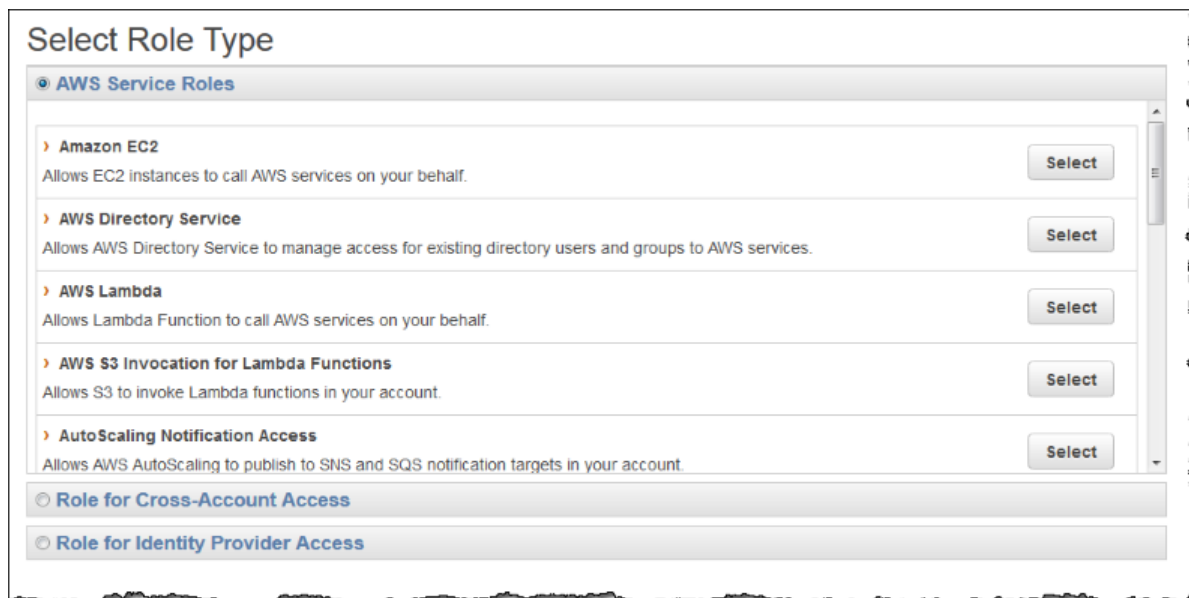 Select Role Type
AWS Service Roles
› Amazon EC2
Allows EC2 instances to call AWS services on your behalf.
Select
› AWS Directory Service
Allows AWS Directory Service to manage access for existing directory users and groups to AWS services.
Select
› AWS Lambda
Allows Lambda Function to call AWS services on your behalf.
Select
› AWS S3 Invocation for Lambda Functions
Allows S3 to invoke Lambda functions in your account.
Select
› AutoScaling Notification Access
Allows AWS AutoScaling to publish to SNS and SQS notification targets in your account.
Select
Role for Cross-Account Access
Role for Identity Provider Access